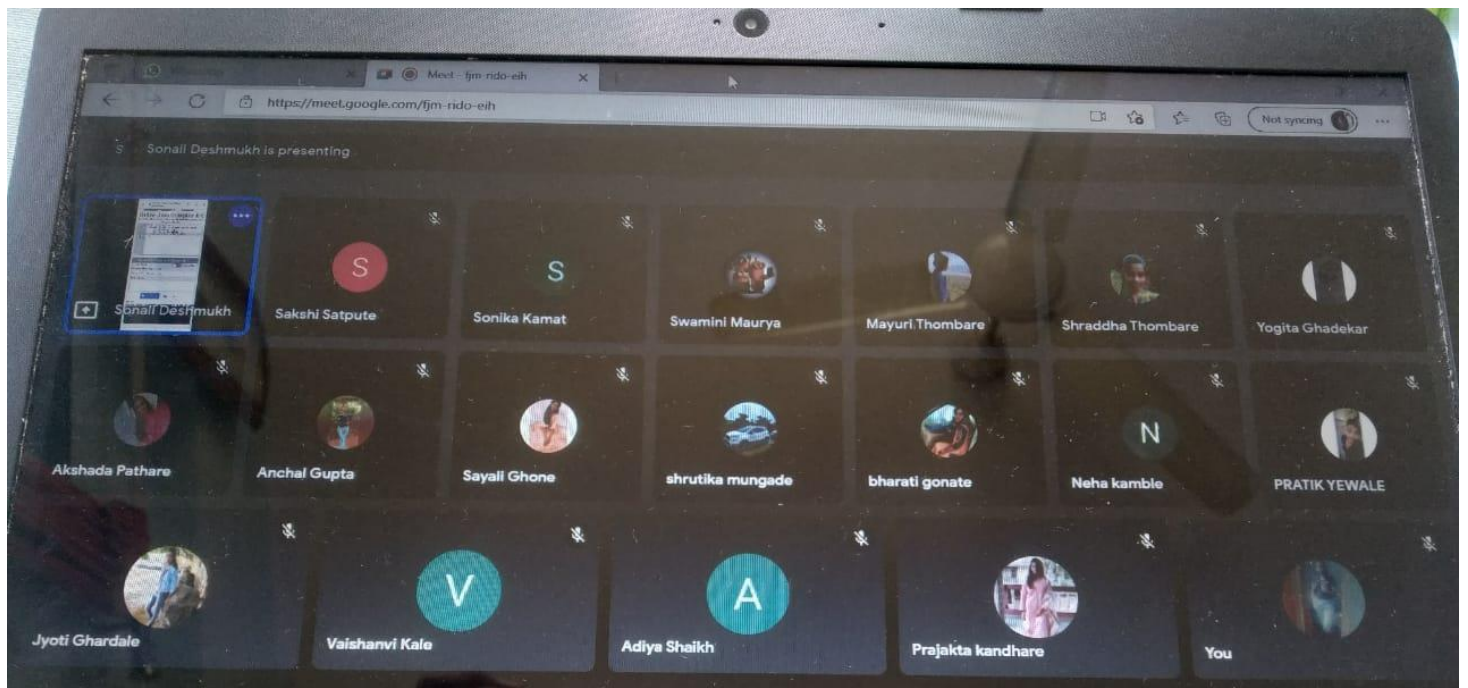 Meet - fjm-rido-eih
https://meet.google.com/fjm-rido-eih
Not syncing
S Sonali Deshmukh is presenting
Sonali Deshmukh
S
Sakshi Satpute
S
Sonika Kamat
Swamini Maurya
Mayuri Thombare
Shraddha Thombare
Yogita Ghadekar
Akshada Pathare
Anchal Gupta
Sayali Ghone
shrutika mungade
bharati gonate
N
Neha kamble
PRATIK YEWALE
Jyoti Ghardale
V
Vaishanvi Kale
A
Adiya Shaikh
Prajakta kandhare
You